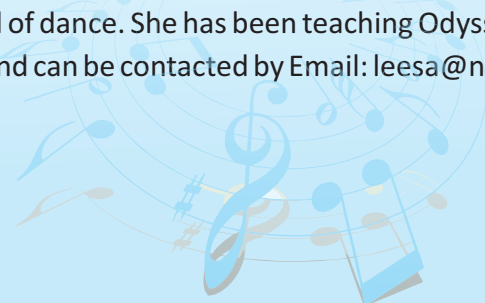 of dance. She has been teaching Odyss
nd can be contacted by Email: leesa@n